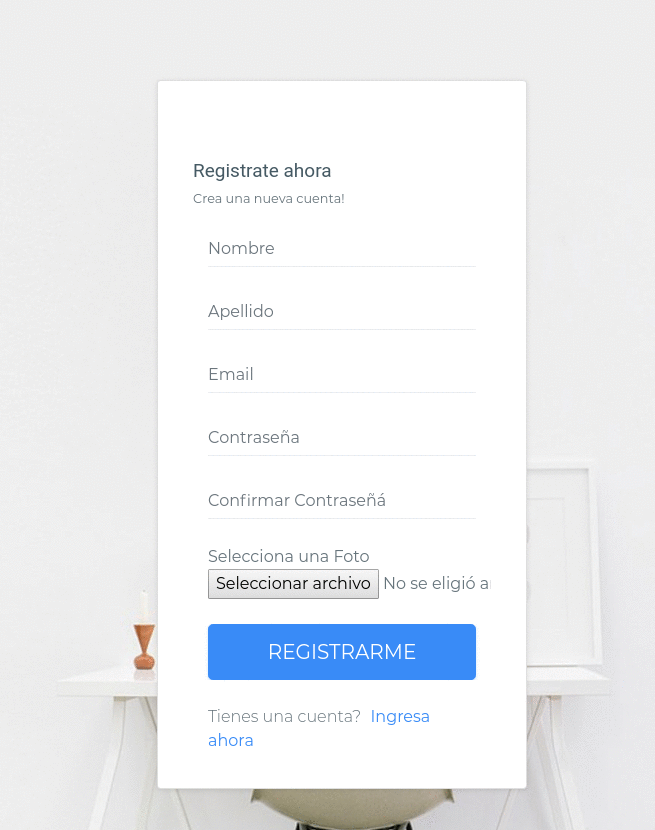 Registrate ahora
Crea una nueva cuenta!
Nombre
Apellido
Email
Contraseña
Confirmar Contraseñá
Selecciona una Foto
Seleccionar archivo No se eligió
REGISTRARME
Tienes una cuenta? Ingresa
ahora